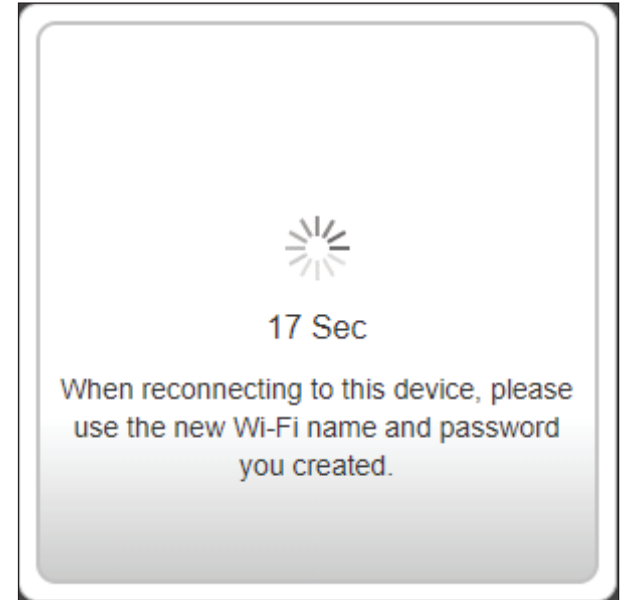 17 Sec
When reconnecting to this device, please
use the new Wi-Fi name and password
you created.